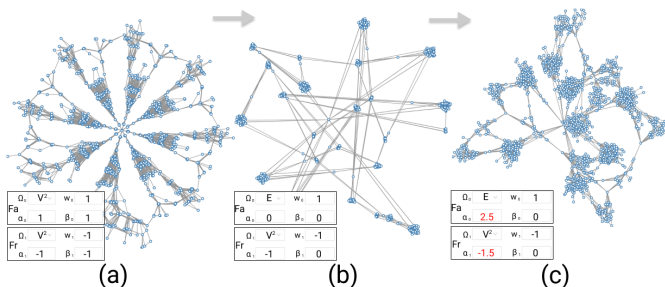 Ω₀ V² w₀ 1
Fa
α₀ 1 β₀ 1
Ω₁ V² w₁ -1
Fr
α₁ -1 β₁ -1
(a)
Ω₀ E w₀ 1
Fa
α₀ 0 β₀ 0
Ω₁ V² w₁ -1
Fr
α₁ -1 β₁ 0
(b)
Ω₀ E w₀ 1
Fa
α₀ 2.5 β₀ 0
Ω₁ V² w₁ -1
Fr
α₁ -1.5 β₁ 0
(c)